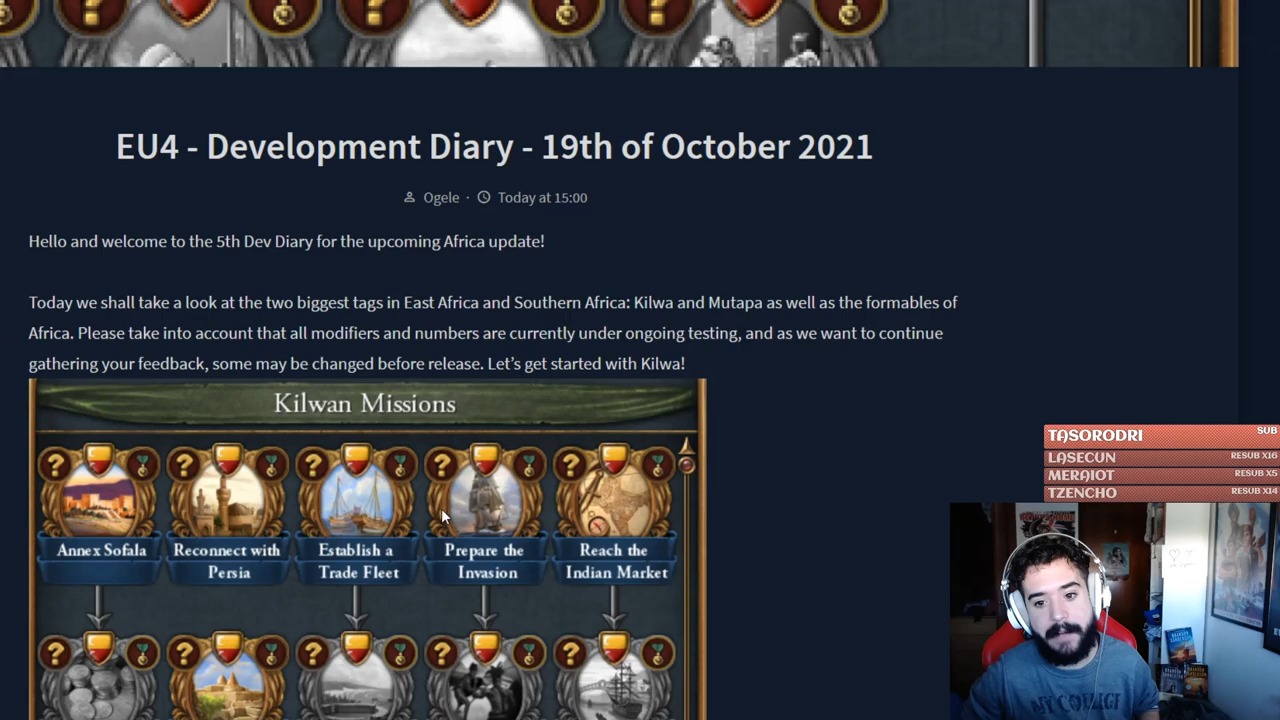 EU4 - Development Diary - 19th of October 2021
Ogele · Today at 15:00
Hello and welcome to the 5th Dev Diary for the upcoming Africa update!
Today we shall take a look at the two biggest tags in East Africa and Southern Africa: Kilwa and Mutapa as well as the formables of
Africa. Please take into account that all modifiers and numbers are currently under ongoing testing, and as we want to continue
gathering your feedback, some may be changed before release. Let's get started with Kilwa!
Kilwan Missions
Annex Sofala
Reconnect with
Persia
Establish a
Trade Fleet
Prepare the
Invasion
Reach the
Indian Market
TASORODRI SUB
LASECUN RESUB X16
MERAIOT RESUB X5
TZENCHO RESUB X14